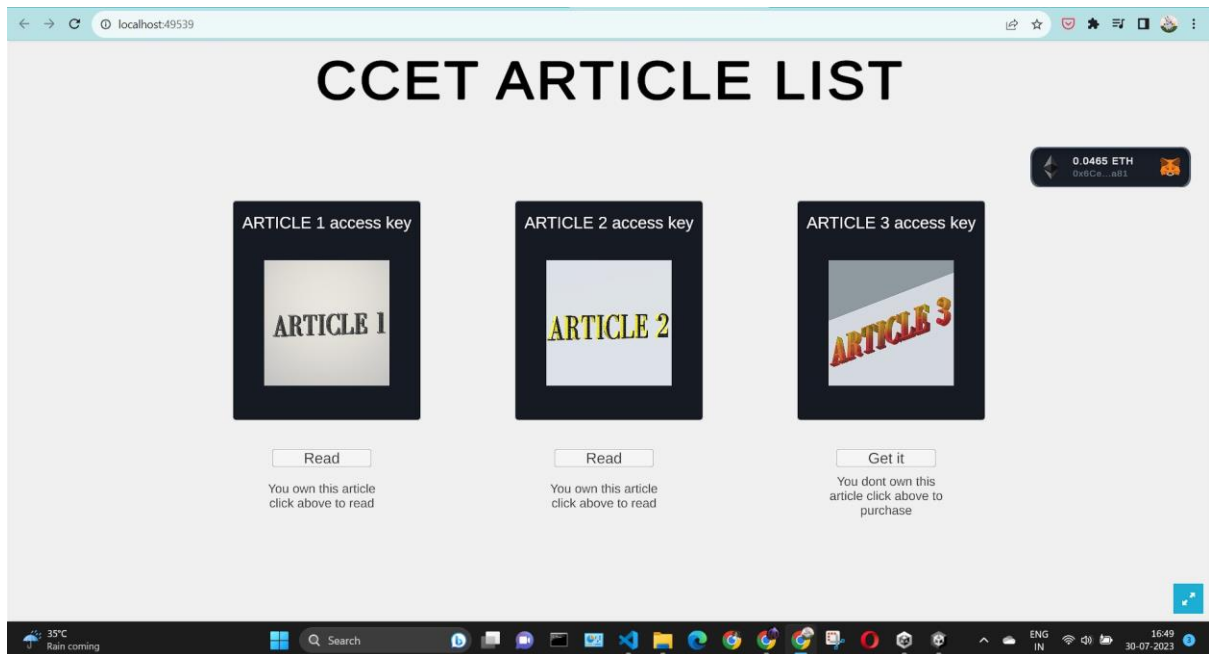 localhost:49539
CCET ARTICLE LIST
0.0465 ETH
0x6Ce...a81
ARTICLE 1 access key
ARTICLE 2 access key
ARTICLE 3 access key
ARTICLE 1
ARTICLE 2
ARTICLE 3
Read
Read
Get it
You own this article
click above to read
You own this article
click above to read
You dont own this
article click above to
purchase
35°C
Rain coming
Search
ENG
IN
16:49
30-07-2023